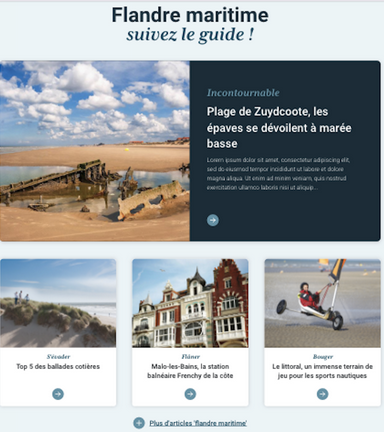 Flandre maritime
suivez le guide !
Incontournable
Plage de Zuydcoote, les
épaves se dévoilent à marée
basse
Lorem ipsum dolor sit amet, consectetur adipiscing elit,
sed do eiusmod tempor incididunt ut labore et dolore
magna aliqua. Ut enim ad minim veniam, quis nostrud
exercitation ullamco laboris nisi ut aliquip...
S'évader
Top 5 des ballades cotières
Flâner
Malo-les-Bains, la station
balnéaire Frenchy de la côte
Bouger
Le littoral, un immense terrain de
jeu pour les sports nautiques
Plus d'articles 'flandre maritime'